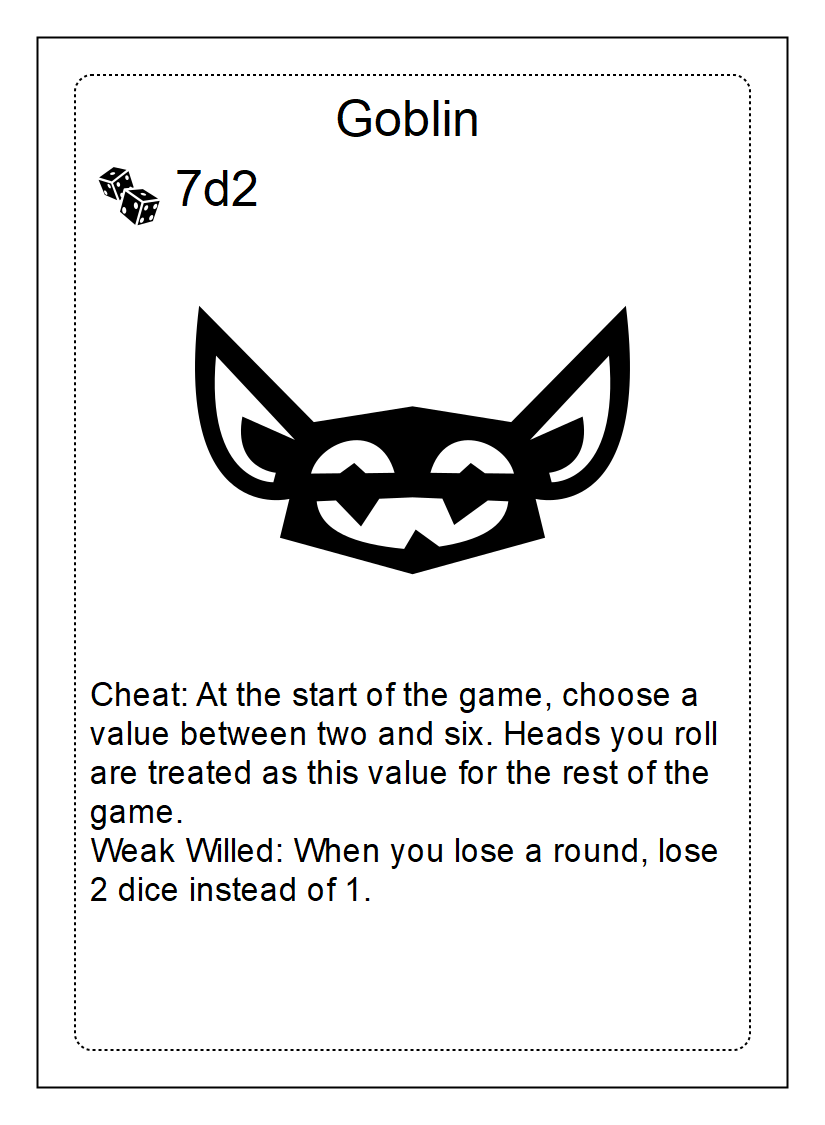 Goblin
7d2
Cheat: At the start of the game, choose a
value between two and six. Heads you roll
are treated as this value for the rest of the
game.
Weak Willed: When you lose a round, lose
2 dice instead of 1.